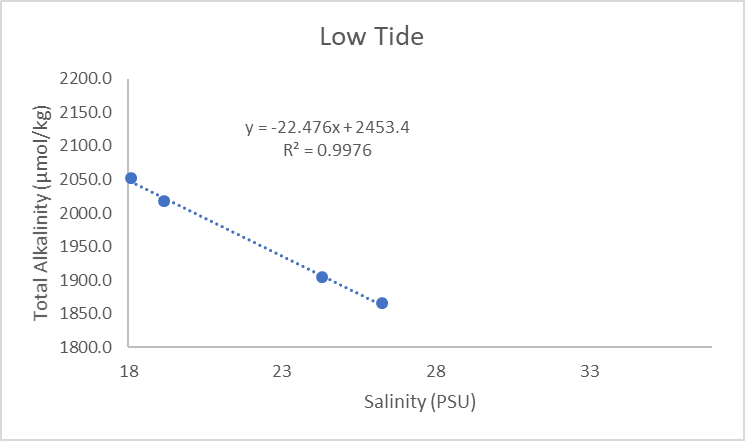 Low Tide
2200.0
2150.0
2100.0
2050.0
2000.0
1950.0
1900.0
1850.0
1800.0
Total Alkalinity (µmol/kg)
y = -22.476x + 2453.4
R² = 0.9976
18 23 28 33
Salinity (PSU)